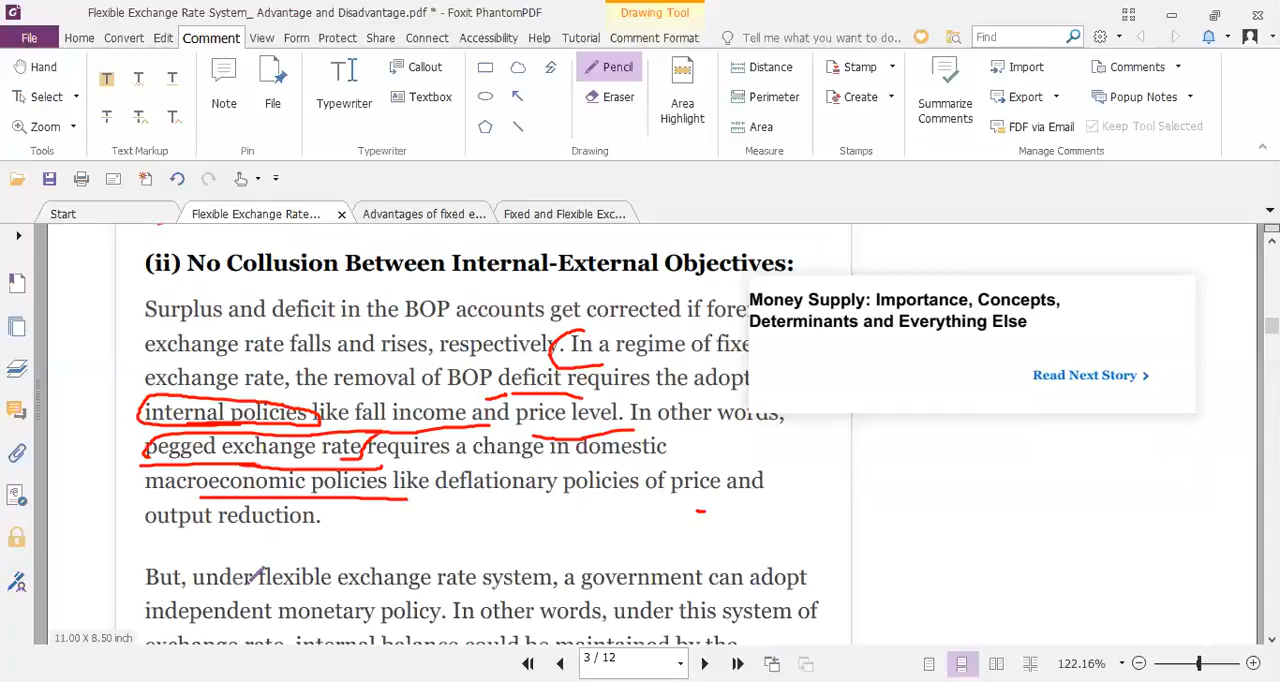 Flexible Exchange Rate System_ Advantage and Disadvantage.pdf * - Foxit PhantomPDF
Drawing Tool
File Home Convert Edit Comment View Form Protect Share Connect Accessibility Help Tutorial Comment Format Tell me what you want to do.. Find
Hand
Select
Zoom
Tools
Text Markup
Note
File
Pin
Typewriter
Callout
Textbox
Typewriter
Pencil
Eraser
Drawing
Area
Highlight
Distance
Perimeter
Area
Measure
Stamp
Create
Stamps
Summarize
Comments
Import
Export
FDF via Email
Comments
Popup Notes
Keep Tool Selected
Manage Comments
Start
Flexible Exchange Rate...
Advantages of fixed e...
Fixed and Flexible Exc...
(ii) No Collusion Between Internal-External Objectives:
Surplus and deficit in the BOP accounts get corrected if fore
exchange rate falls and rises, respectively. In a regime of fixe
exchange rate, the removal of BOP deficit requires the adopt
internal policies like fall income and price level. In other words,
pegged exchange rate requires a change in domestic
macroeconomic policies like deflationary policies of price and
output reduction.
But, under flexible exchange rate system, a government can adopt
independent monetary policy. In other words, under this system of
exchange rate, internal balance could be maintained by the
Money Supply: Importance, Concepts,
Determinants and Everything Else
Read Next Story
11.00 X 8.50 inch
3 / 12
122.16%